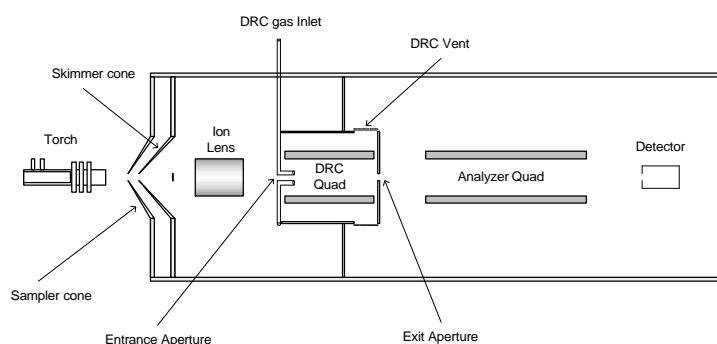 DRC gas Inlet
DRC Vent
Skimmer cone
Torch
Ion
Lens
DRC
Quad
Analyzer Quad
Detector
Sampler cone
Entrance Aperture
Exit Aperture